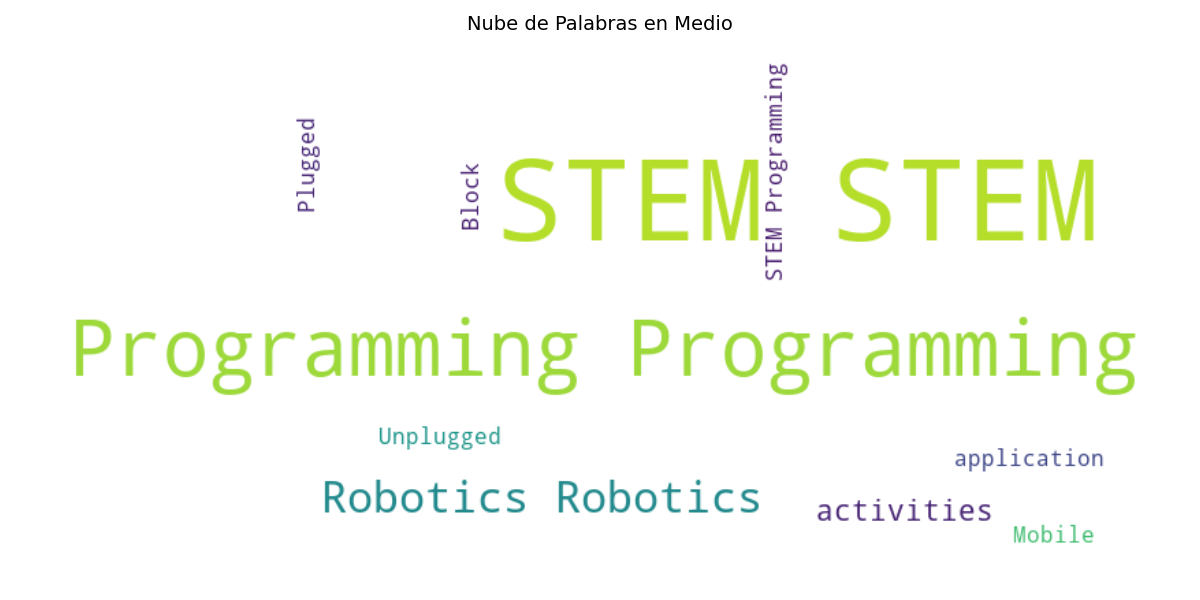 Nube de Palabras en Medio
Plugged
Block
STEM STEM
STEM Programming
Programming Programming
Unplugged
application
Robotics Robotics
activities
Mobile